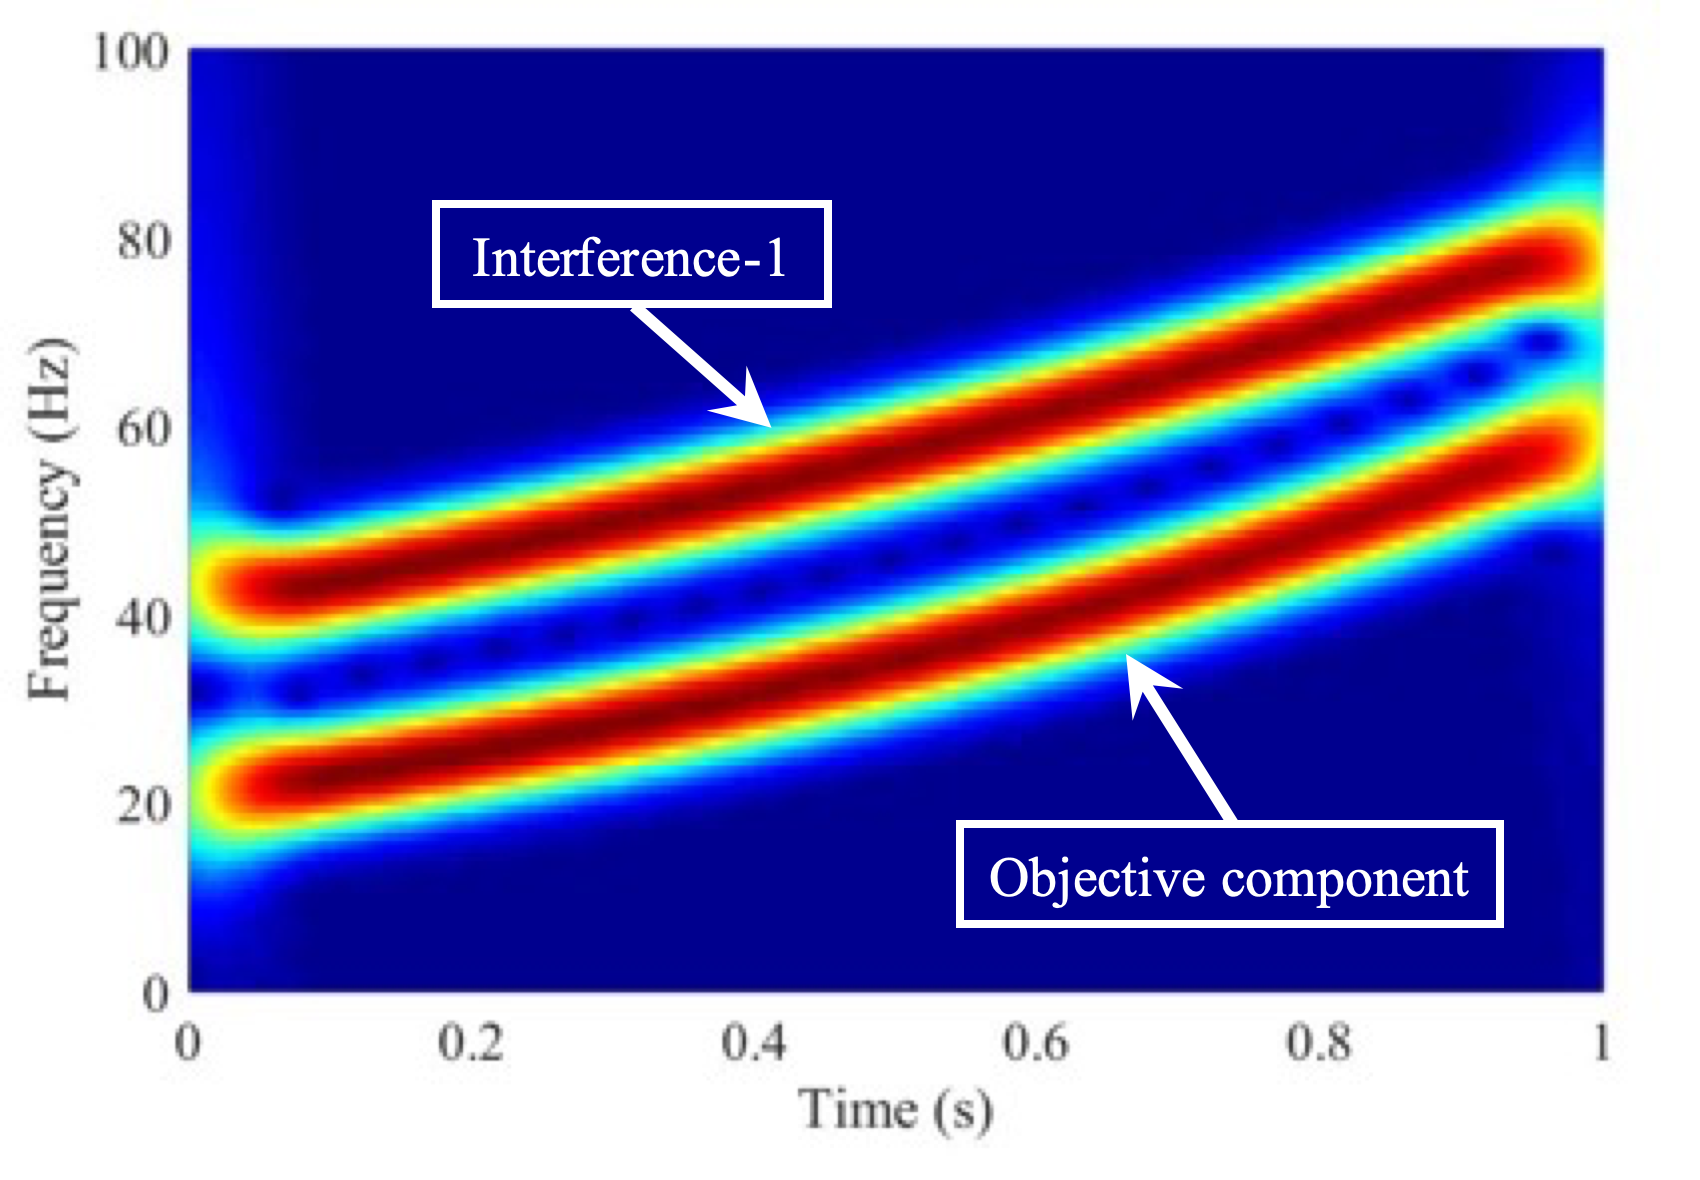 100
80
60
40
20
0
Frequency (Hz)
Interference-1
Objective component
0 0.2 0.4 0.6 0.8 1
Time (s)